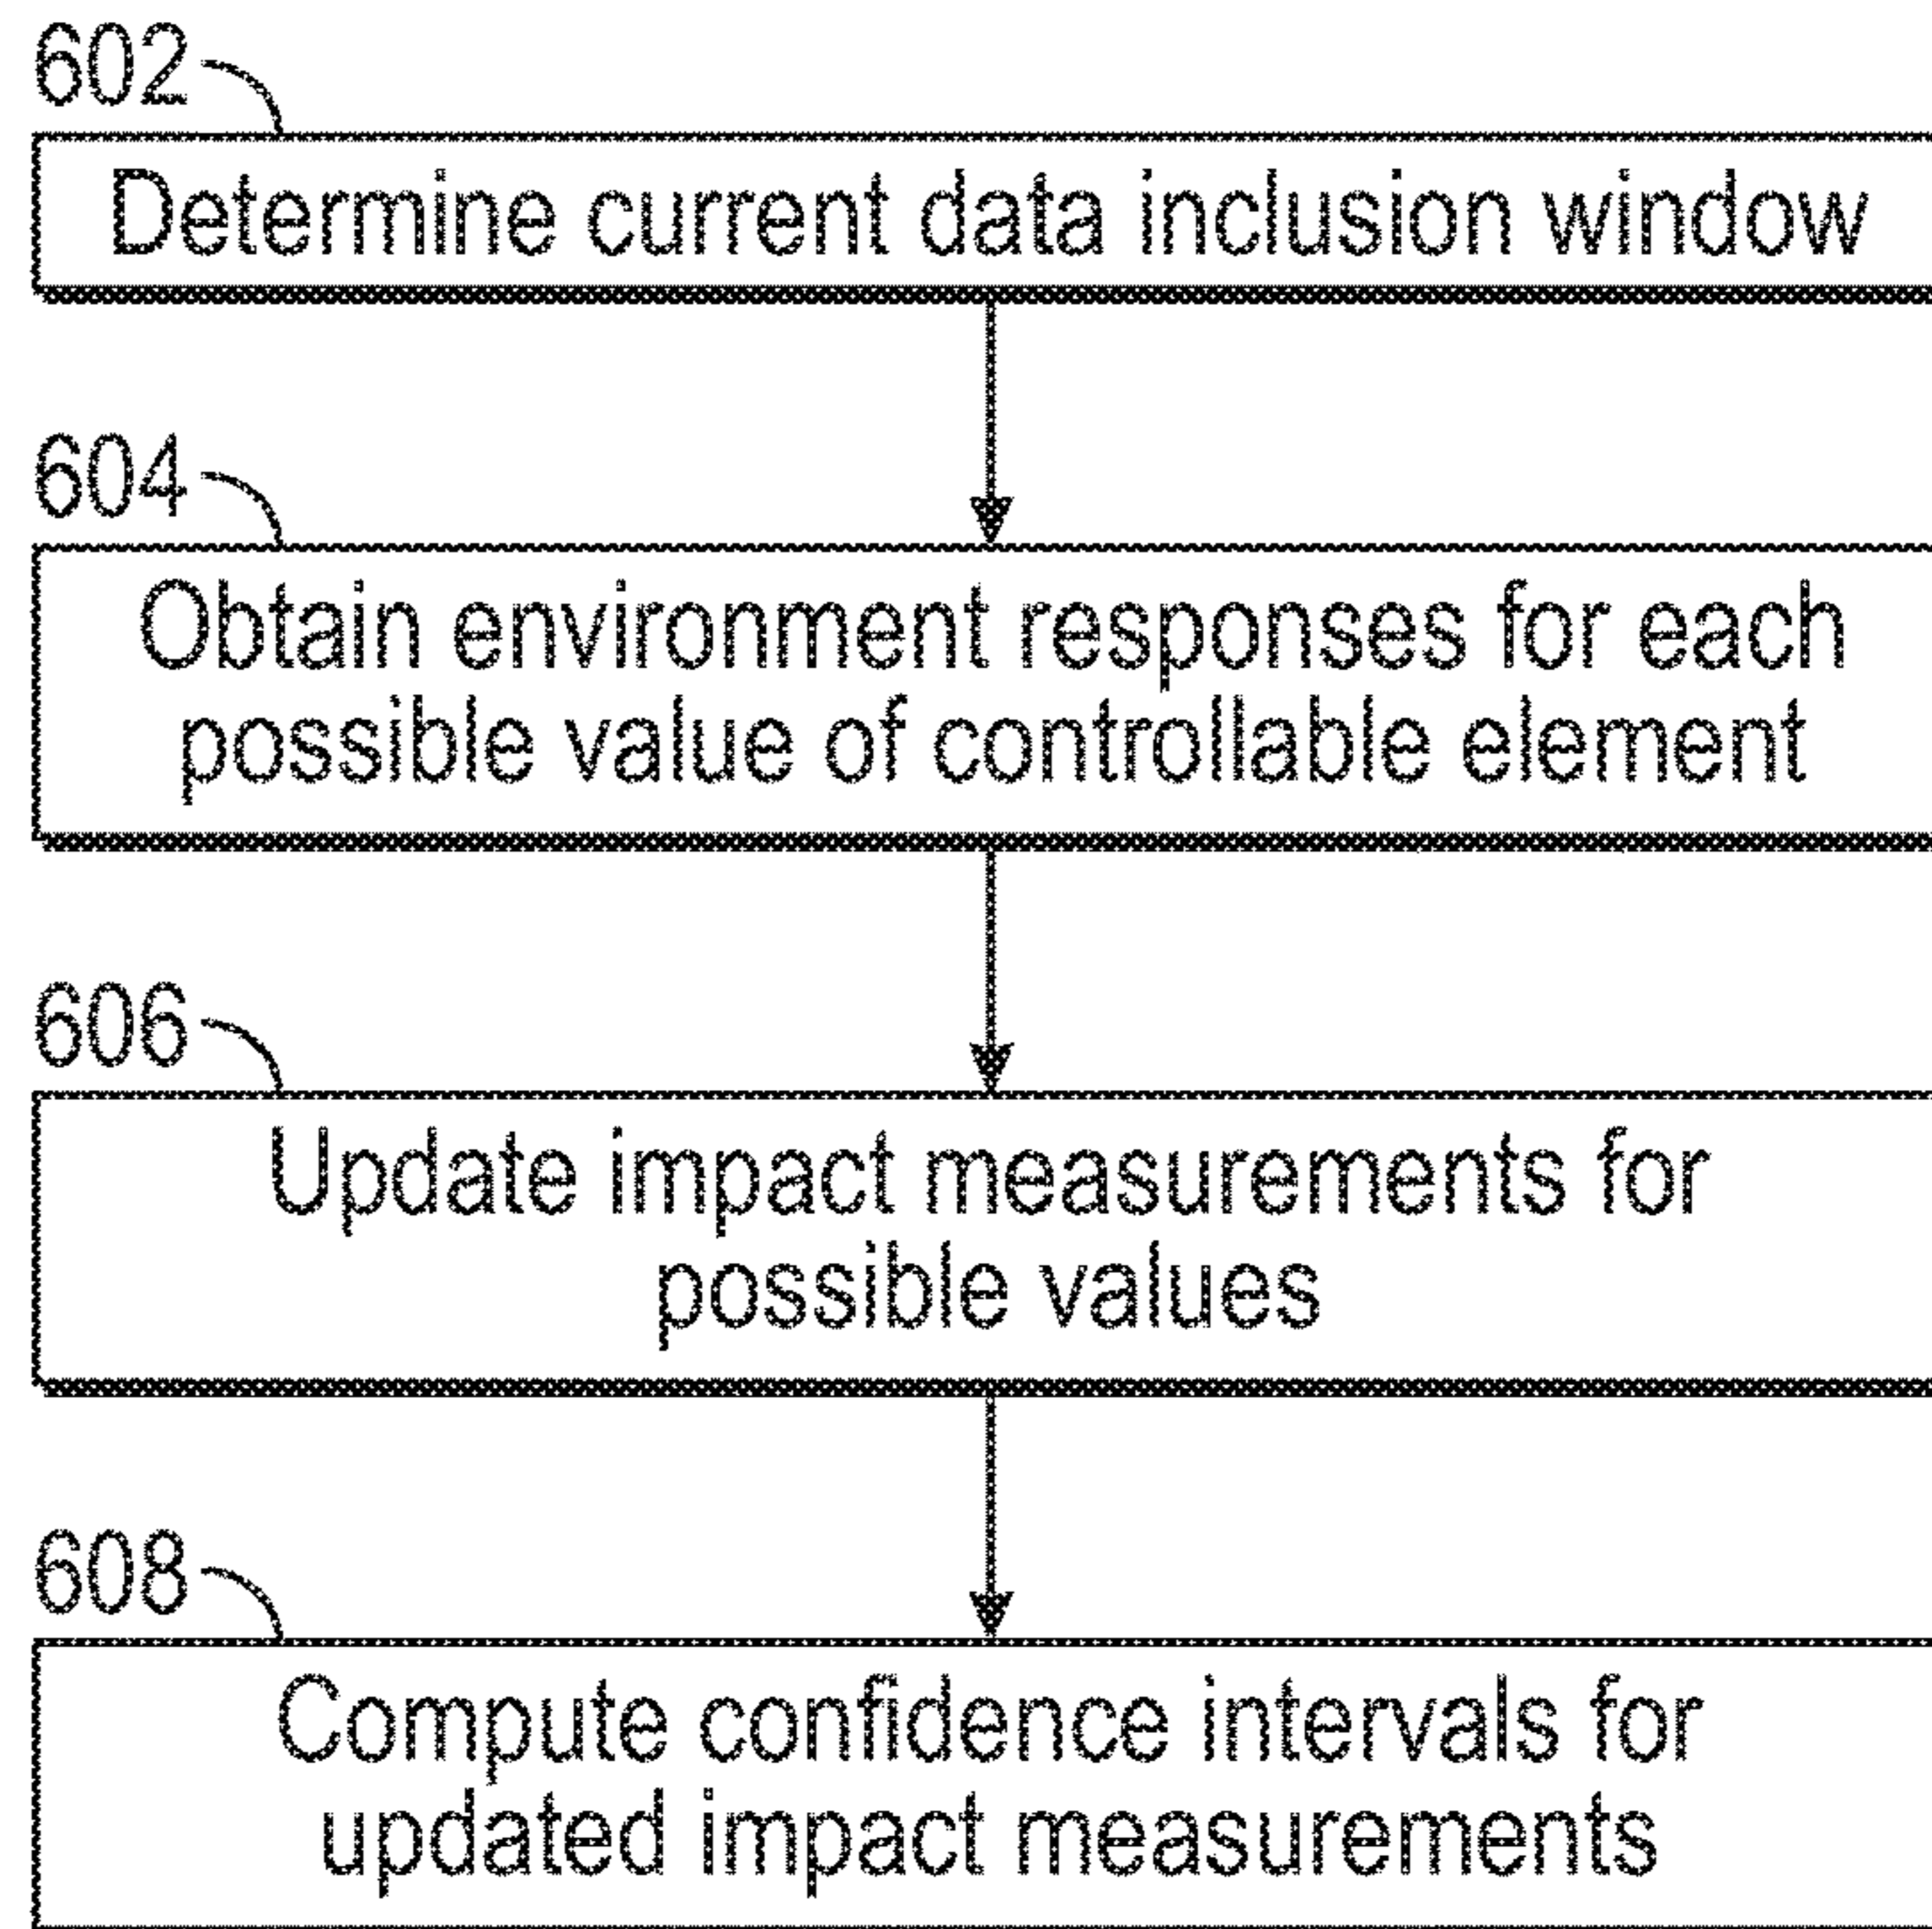 602
Determine current data inclusion window
604
Obtain environment responses for each
possible value of controllable element
606
Update impact measurements for
possible values
608
Compute confidence intervals for
updated impact measurements